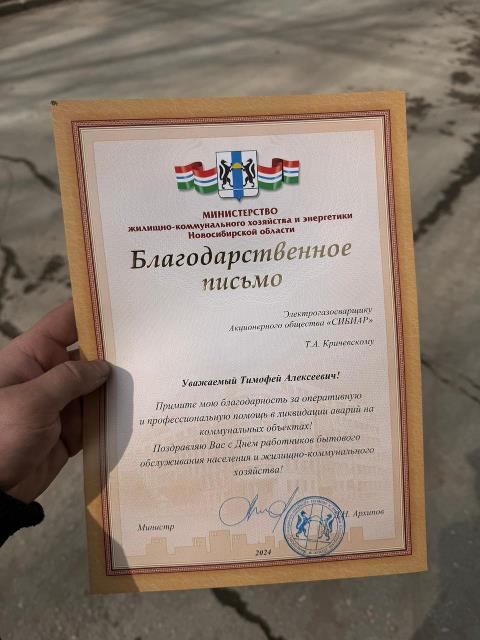 МИНИСТЕРСТВО
жилищно-коммунального хозяйства и энергетики
Новосибирской области
Благодарственное
письмо
Электрогазосварщику
Акционерного общества «СИБИАР»
Т.А. Кричевскому
Уважаемый Тимофей Алексеевич!
Примите мою благодарность за оперативную
и профессиональную помощь в ликвидации аварий на
коммунальных объектах!
Поздравляю Вас с Днем работников бытового
обслуживания населения и жилищно-коммунального
хозяйства!
Министр
Архипов
2024